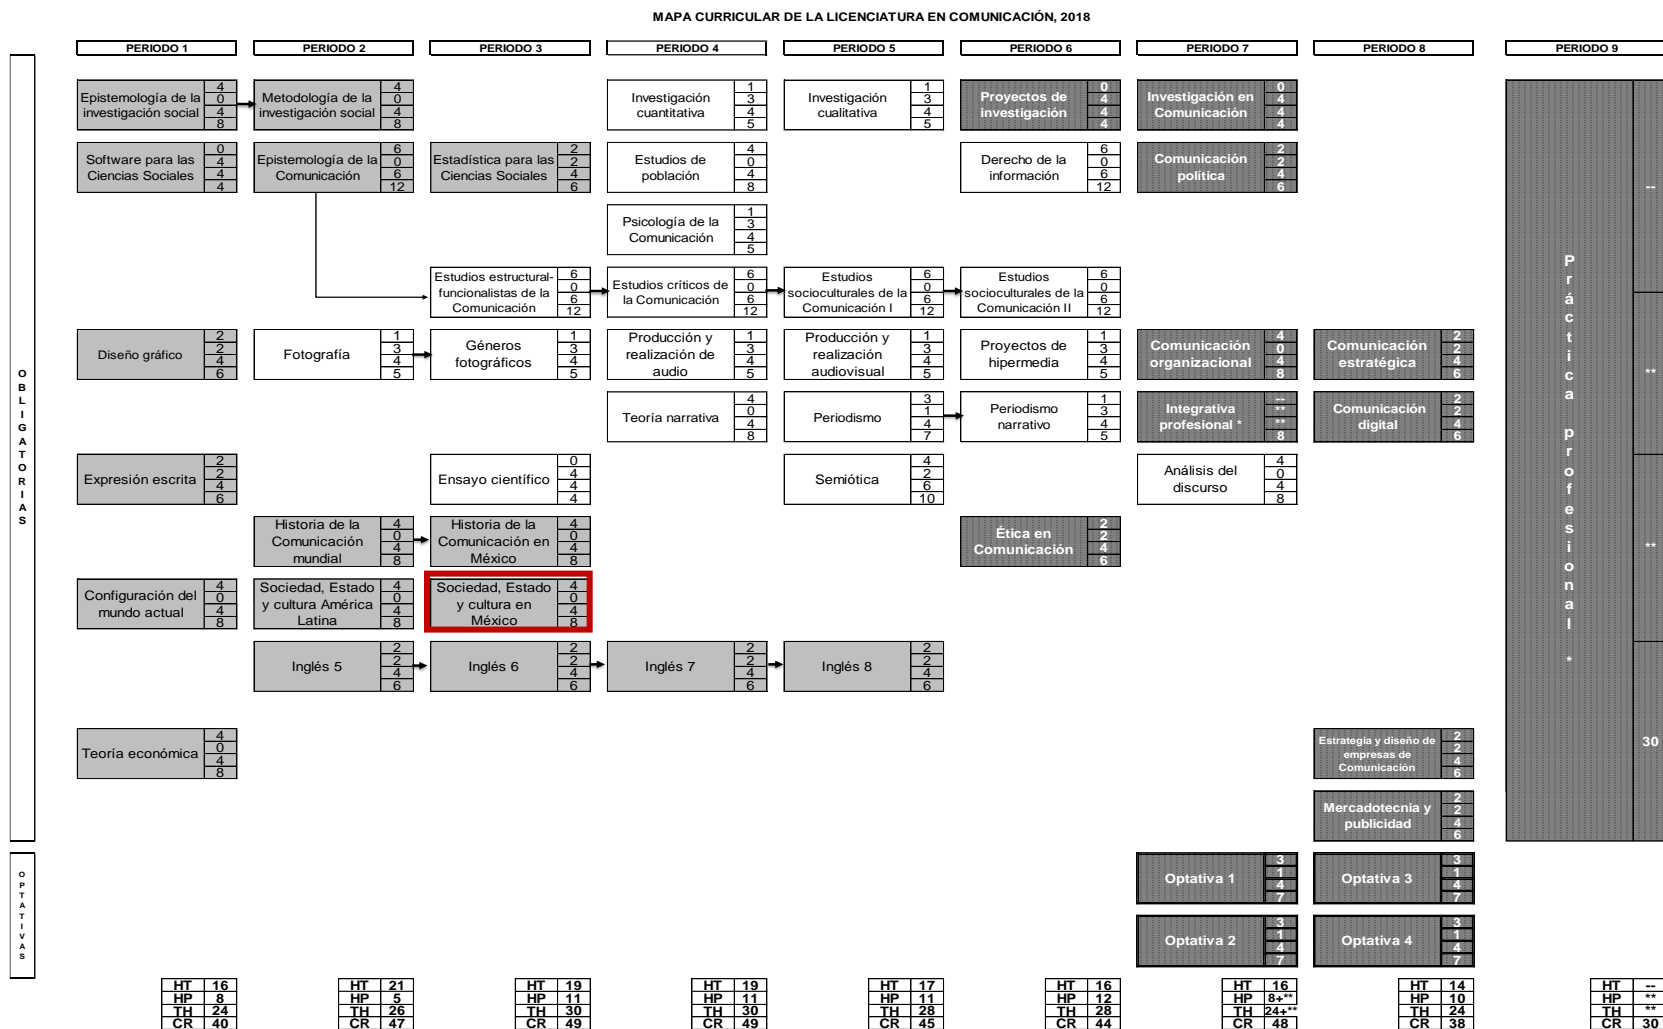 MAPA CURRICULAR DE LA LICENCIATURA EN COMUNICACIÓN, 2018
PERIODO 1
PERIODO 2
PERIODO 3
PERIODO 4
PERIODO 5
PERIODO 6
PERIODO 7
PERIODO 8
PERIODO 9
OBLIGATORIAS
Epistemología de la
investigación social
4
0
4
8
Metodología de la
investigación social
4
0
4
8
Investigación
cuantitativa
1
3
4
5
Investigación
cualitativa
1
3
4
5
Proyectos de
investigación
0
4
4
4
Investigación en
Comunicación
0
4
4
4
Software para las
Ciencias Sociales
0
4
4
4
Epistemología de la
Comunicación
6
0
6
12
Estadística para las
Ciencias Sociales
2
2
4
6
Estudios de
población
4
0
4
8
Derecho de la
información
6
0
6
12
Comunicación
política
2
2
4
6
Psicología de la
Comunicación
1
3
4
5
Estudios estructural-
funcionalistas de la
Comunicación
6
0
6
12
Estudios críticos de
la Comunicación
6
0
6
12
Estudios
socioculturales de la
Comunicación I
6
0
6
12
Estudios
socioculturales de la
Comunicación II
6
0
6
12
Diseño gráfico
2
2
4
6
Fotografía
1
3
4
5
Géneros
fotográficos
1
3
4
5
Producción y
realización de
audio
1
3
4
5
Producción y
realización
audiovisual
1
3
4
5
Proyectos de
hipermedia
1
3
4
5
Comunicación
organizacional
4
0
4
8
Comunicación
estratégica
2
2
4
6
Teoría narrativa
4
0
4
8
Periodismo
3
1
4
7
Periodismo
narrativo
1
3
4
5
Integrativa
profesional *
--
**
**
8
Comunicación
digital
2
2
4
6
Expresión escrita
2
2
4
6
Ensayo científico
0
4
4
4
Semiótica
4
2
6
10
Análisis del
discurso
4
0
4
8
Historia de la
Comunicación
mundial
4
0
4
8
Historia de la
Comunicación en
México
4
0
4
8
Ética en
Comunicación
2
2
4
6
Configuración del
mundo actual
4
0
4
8
Sociedad, Estado
y cultura América
Latina
4
0
4
8
Sociedad, Estado
y cultura en
México
4
0
4
8
Inglés 5
2
2
4
6
Inglés 6
2
2
4
6
Inglés 7
2
2
4
6
Inglés 8
2
2
4
6
Teoría económica
4
0
4
8
Estrategia y diseño de
empresas de
Comunicación
2
2
4
6
Mercadotecnia y
publicidad
2
2
4
6
Práctica profesional *
--
**
**
30
OPTATIVAS
Optativa 1
3
1
4
7
Optativa 3
3
1
4
7
Optativa 2
3
1
4
7
Optativa 4
3
1
4
7
HT 16
HP 8
TH 24
CR 40
HT 21
HP 5
TH 26
CR 47
HT 19
HP 11
TH 30
CR 49
HT 19
HP 11
TH 30
CR 49
HT 17
HP 11
TH 28
CR 45
HT 16
HP 12
TH 28
CR 44
HT 16
HP 8+**
TH 24+**
CR 48
HT 14
HP 10
TH 24
CR 38
HT --
HP **
TH **
CR 30